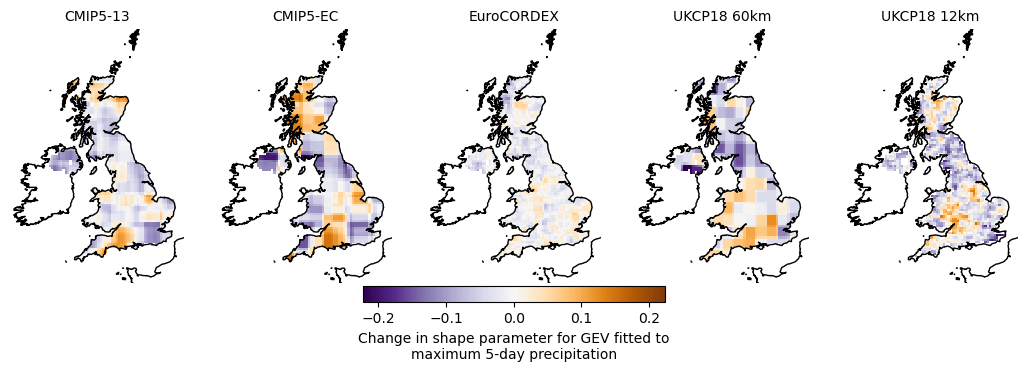 CMIP5-13
CMIP5-EC
EuroCORDEX
UKCP18 60km
UKCP18 12km
−0.2
−0.1
0.0
0.1
0.2
Change in shape parameter for GEV fitted to
maximum 5-day precipitation